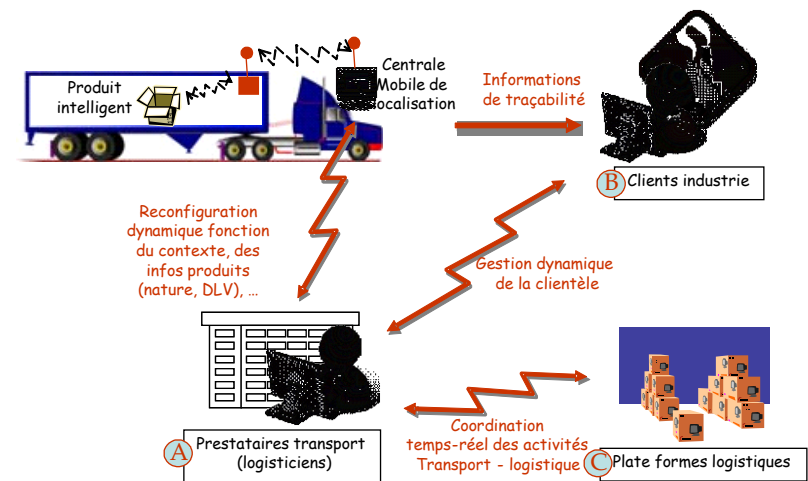 Produit
intelligent
Centrale
Mobile de
localisation
Informations
de traçabilité
B Clients industrie
Reconfiguration
dynamique fonction
du contexte, des
infos produits
(nature, DLV), …
Gestion dynamique
de la clientèle
A Prestataires transport
(logisticiens)
Coordination
temps-réel des activités
Transport - logistique
C Plate formes logistiques